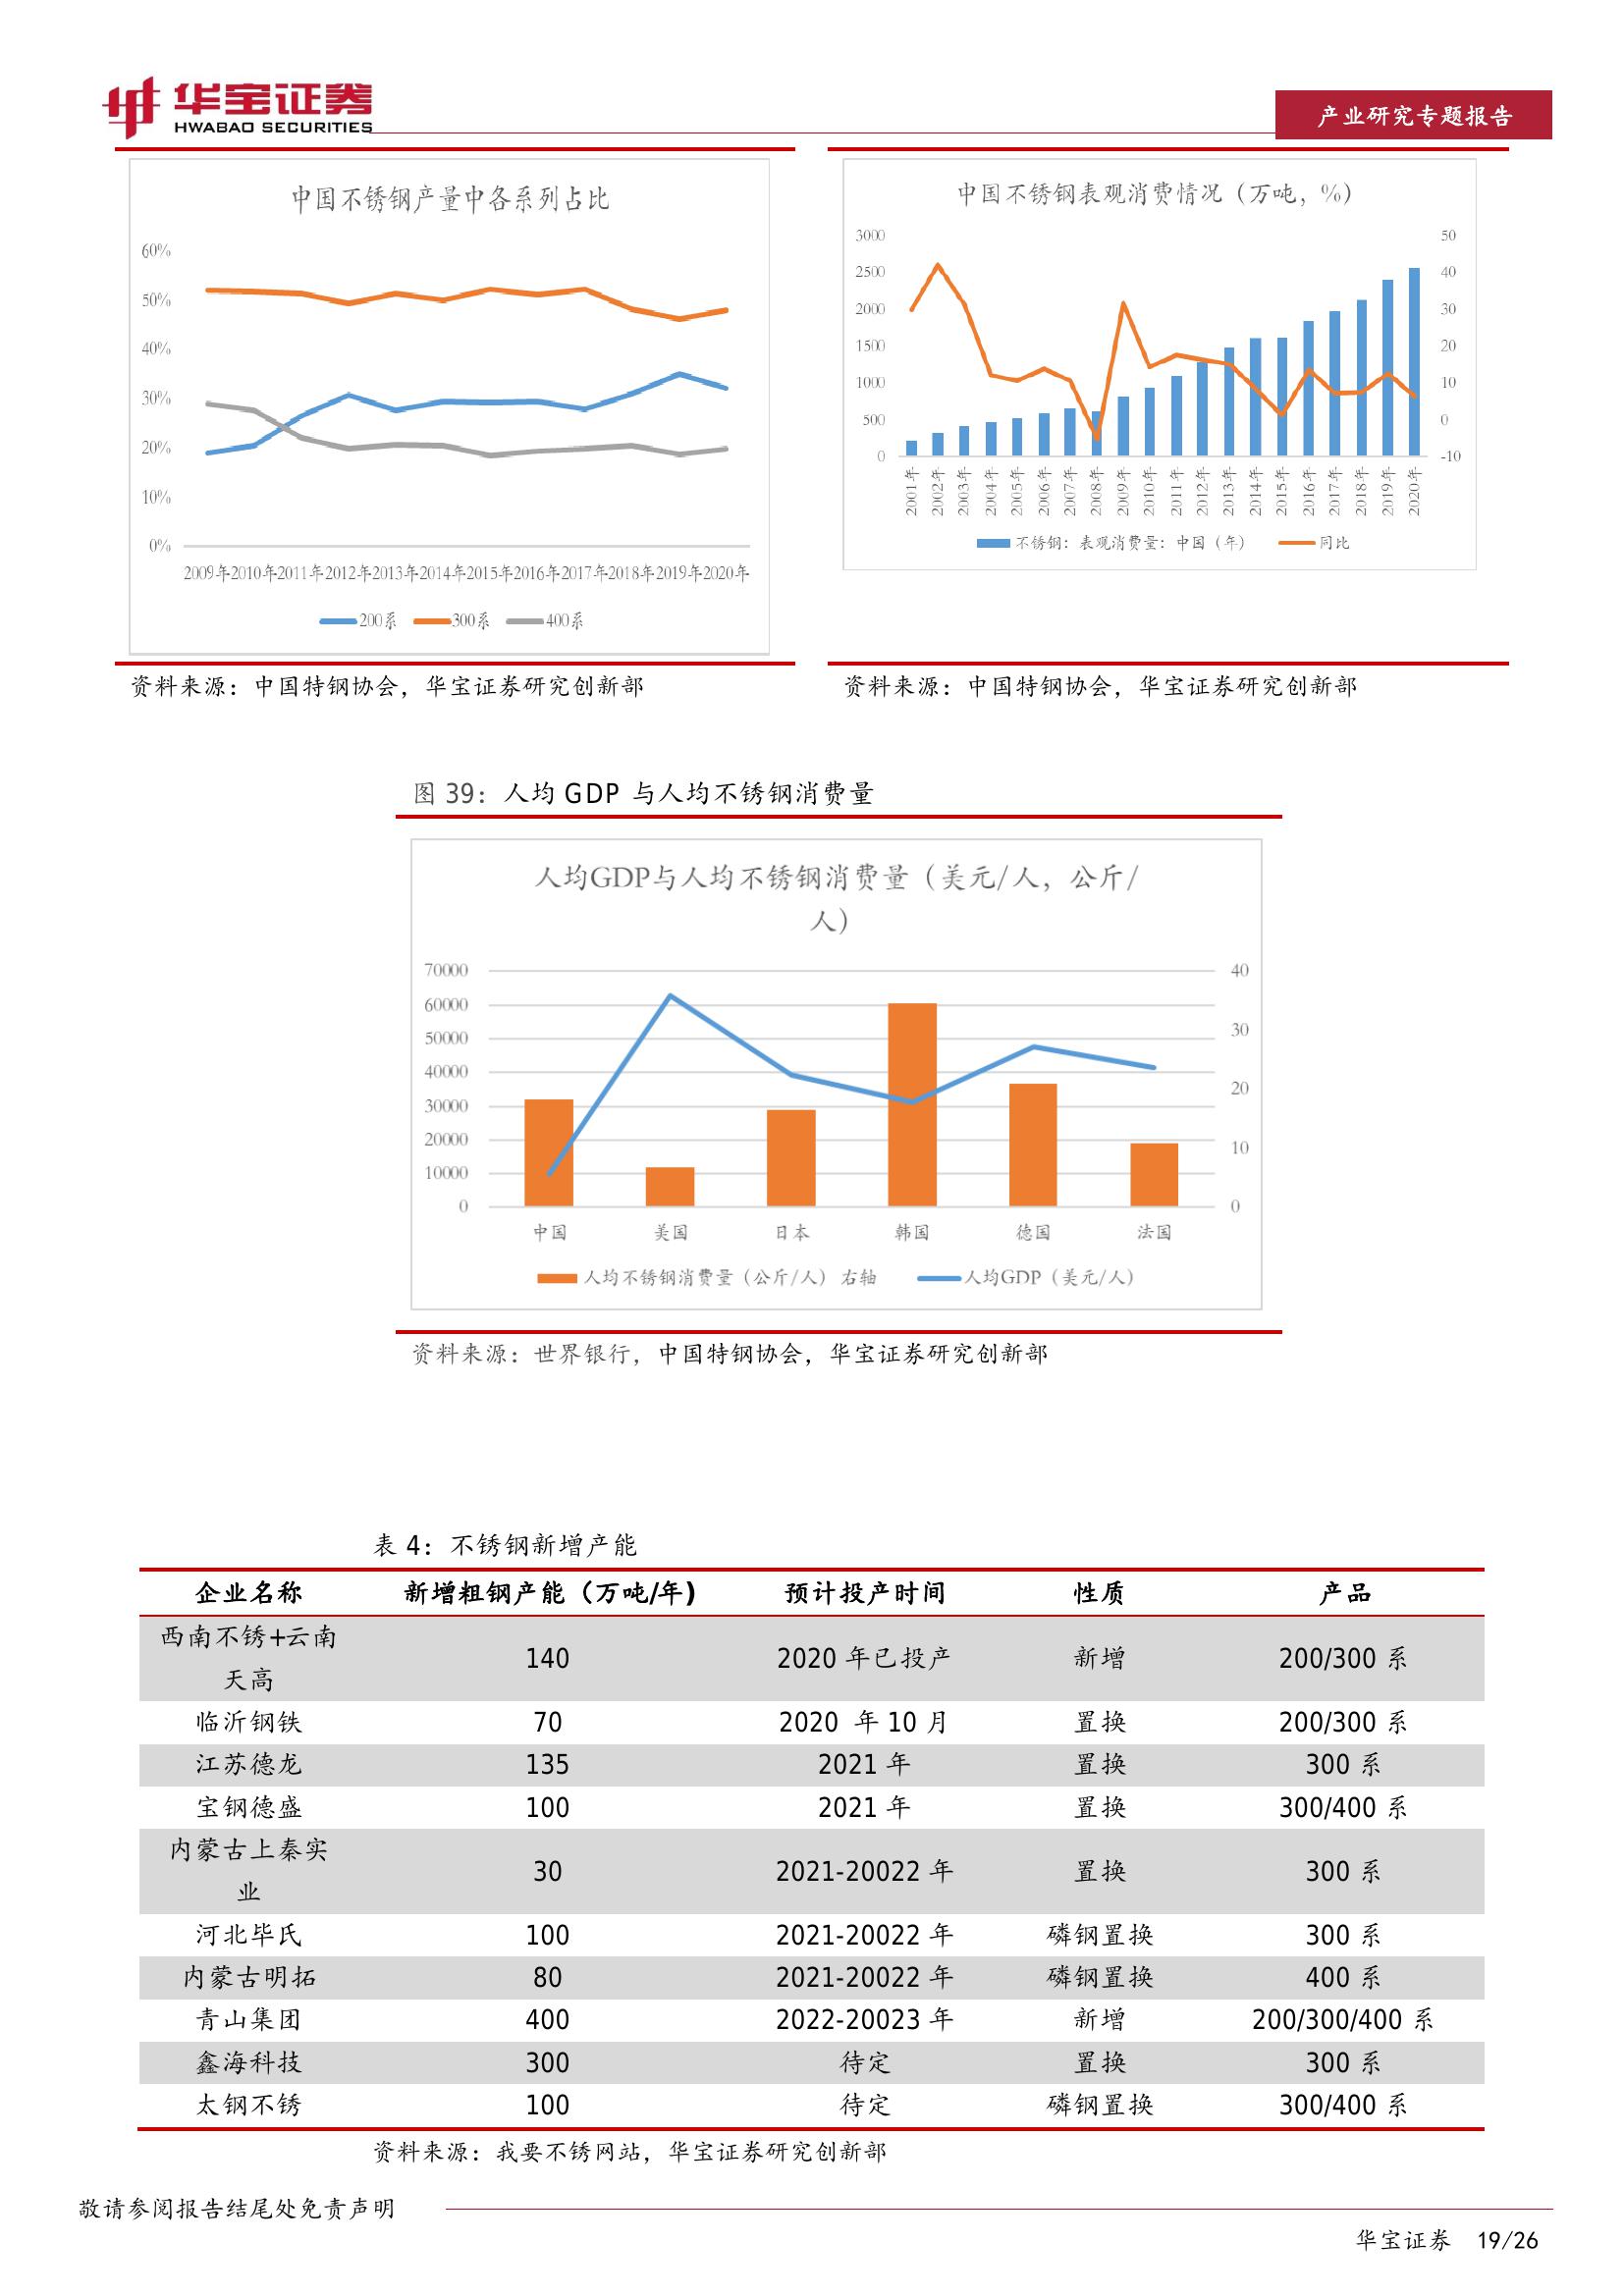 华宝证券
HWABAO SECURITIES
产业研究专题报告
中国不锈钢产量中各系列占比
60%
50%
40%
30%
20%
10%
0%
2009年2010年2011年2012年2013年2014年2015年2016年2017年2018年2019年2020年
200系 300系 400系
资料来源：中国特钢协会，华宝证券研究创新部
中国不锈钢表观消费情况（万吨，%）
3000 50
2500 40
2000 30
1500 20
1000 10
500 0
0 -10
2001年 2002年 2003年 2004年 2005年 2006年 2007年 2008年 2009年 2010年 2011年 2012年 2013年 2014年 2015年 2016年 2017年 2018年 2019年 2020年
不锈钢：表观消费量：中国（年） 同比
资料来源：中国特钢协会，华宝证券研究创新部
图 39：人均 GDP 与人均不锈钢消费量
人均GDP与人均不锈钢消费量（美元/人，公斤/
人）
70000 40
60000
50000 30
40000
30000 20
20000 10
10000
0 0
中国 美国 日本 韩国 德国 法国
人均不锈钢消费量（公斤/人） 右轴 人均GDP（美元/人）
资料来源：世界银行，中国特钢协会，华宝证券研究创新部
表 4：不锈钢新增产能
企业名称 新增粗钢产能（万吨/年） 预计投产时间 性质 产品
西南不锈+云南
天高 140 2020 年已投产 新增 200/300 系
临沂钢铁 70 2020 年 10 月 置换 200/300 系
江苏德龙 135 2021 年 置换 300 系
宝钢德盛 100 2021 年 置换 300/400 系
内蒙古上秦实
业 30 2021-20022 年 置换 300 系
河北毕氏 100 2021-20022 年 磷钢置换 300 系
内蒙古明拓 80 2021-20022 年 磷钢置换 400 系
青山集团 400 2022-20023 年 新增 200/300/400 系
鑫海科技 300 待定 置换 300 系
太钢不锈 100 待定 磷钢置换 300/400 系
资料来源：我要不锈网站，华宝证券研究创新部
敬请参阅报告结尾处免责声明
华宝证券 19/26